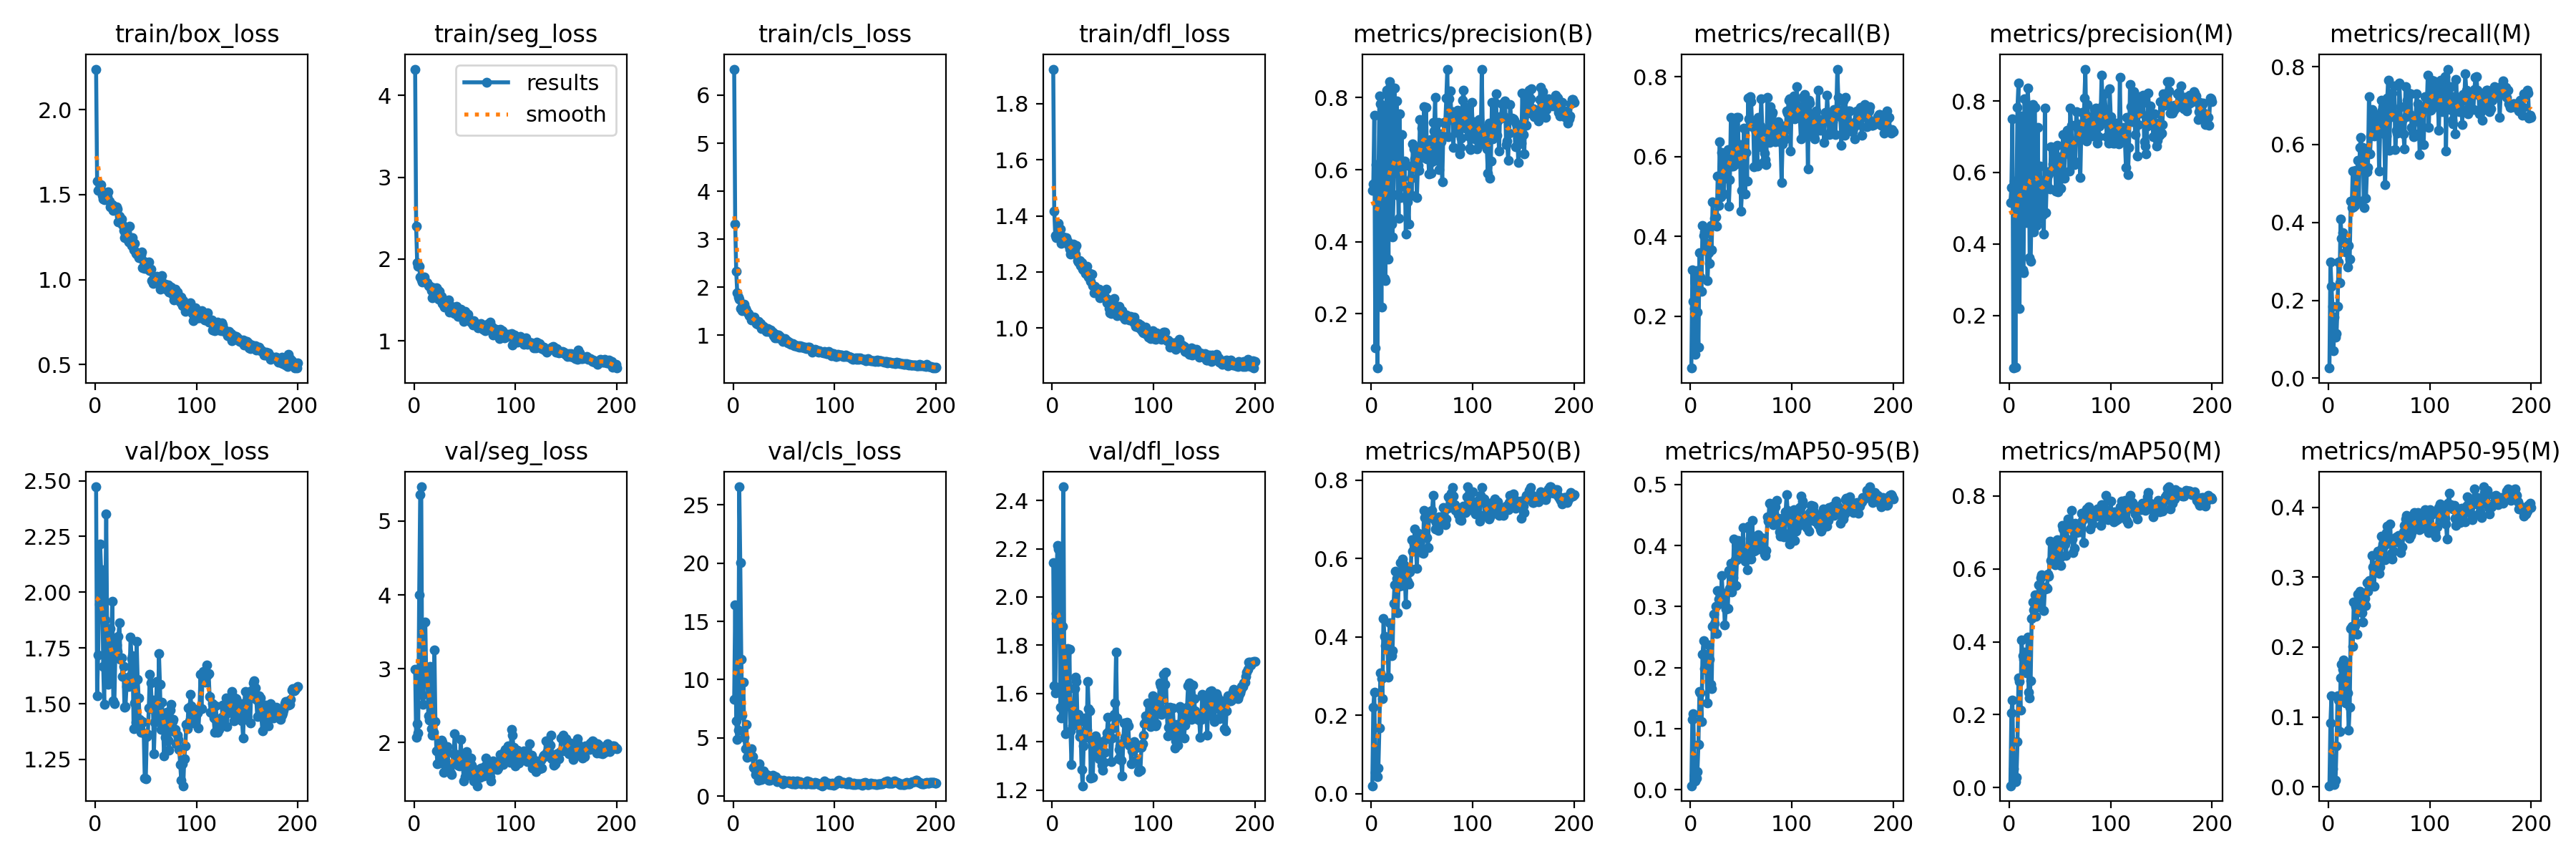 train/box_loss
train/seg_loss
train/cls_loss
train/dfl_loss
metrics/precision(B)
metrics/recall(B)
metrics/precision(M)
metrics/recall(M)
2.0
1.5
1.0
0.5
0 100 200
results
smooth
4
3
2
1
0 100 200
6
5
4
3
2
1
0 100 200
1.8
1.6
1.4
1.2
1.0
0 100 200
0.8
0.6
0.4
0.2
0 100 200
0.8
0.6
0.4
0.2
0 100 200
0.8
0.6
0.4
0.2
0 100 200
0.8
0.6
0.4
0.2
0.0
0 100 200
val/box_loss
val/seg_loss
val/cls_loss
val/dfl_loss
metrics/mAP50(B)
metrics/mAP50-95(B)
metrics/mAP50(M)
metrics/mAP50-95(M)
2.50
2.25
2.00
1.75
1.50
1.25
0 100 200
5
4
3
2
0 100 200
25
20
15
10
5
0
0 100 200
2.4
2.2
2.0
1.8
1.6
1.4
1.2
0 100 200
0.8
0.6
0.4
0.2
0.0
0 100 200
0.5
0.4
0.3
0.2
0.1
0.0
0 100 200
0.8
0.6
0.4
0.2
0.0
0 100 200
0.4
0.3
0.2
0.1
0.0
0 100 200